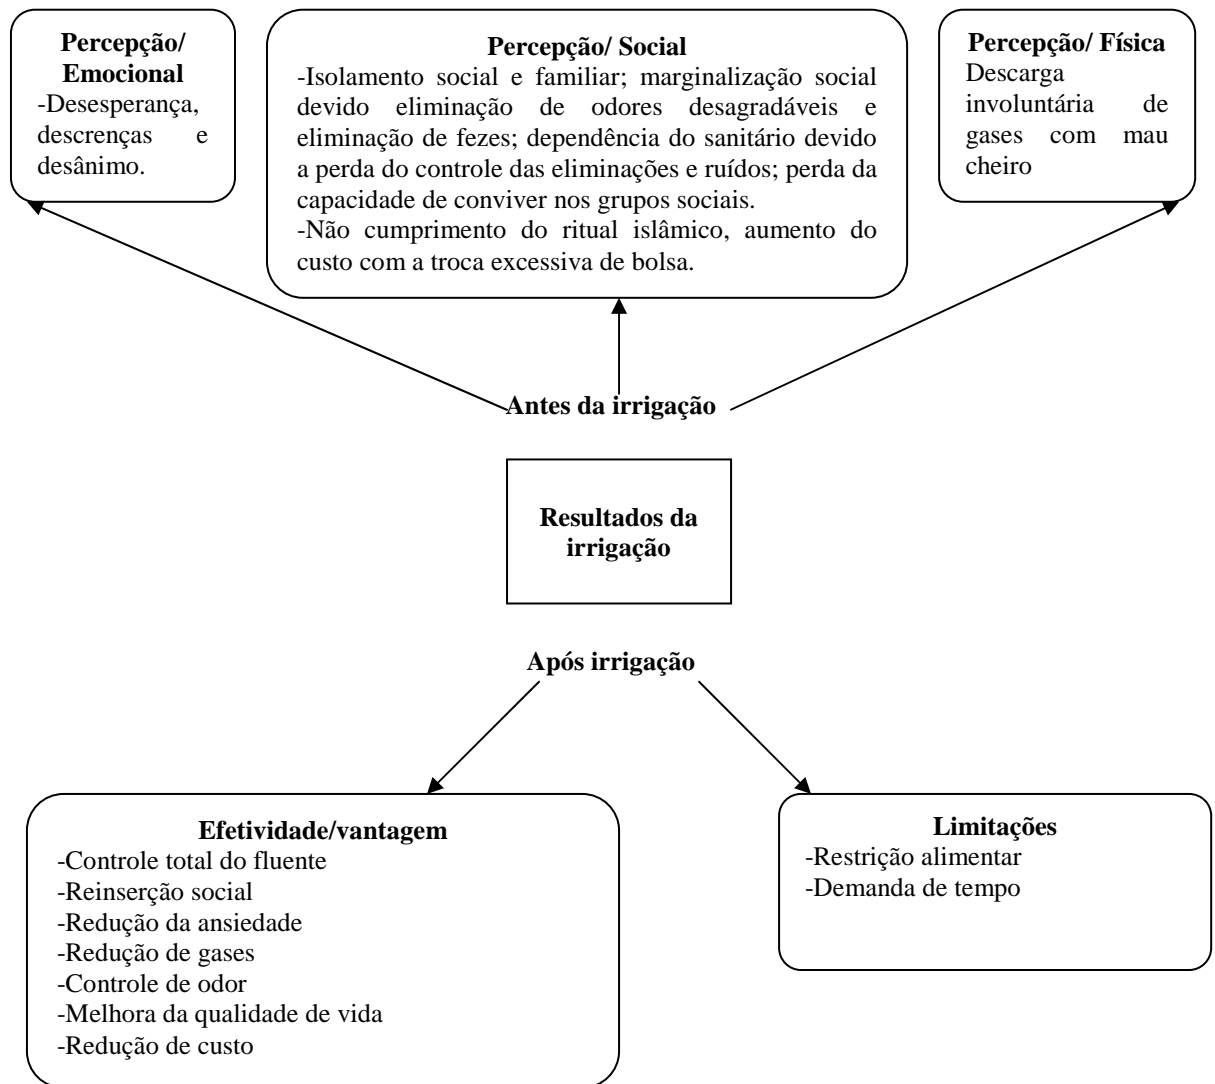 Percepção/
Emocional
-Desesperança,
descrenças e
desânimo.
Percepção/ Social
-Isolamento social e familiar; marginalização social
devido eliminação de odores desagradáveis e
eliminação de fezes; dependência do sanitário devido
a perda do controle das eliminações e ruídos; perda da
capacidade de conviver nos grupos sociais.
-Não cumprimento do ritual islâmico, aumento do
custo com a troca excessiva de bolsa.
Percepção/ Física
Descarga
involuntária de
gases com mau
cheiro
Antes da irrigação
Resultados da
irrigação
Após irrigação
Efetividade/vantagem
-Controle total do fluente
-Reinserção social
-Redução da ansiedade
-Redução de gases
-Controle de odor
-Melhora da qualidade de vida
-Redução de custo
Limitações
-Restrição alimentar
-Demanda de tempo